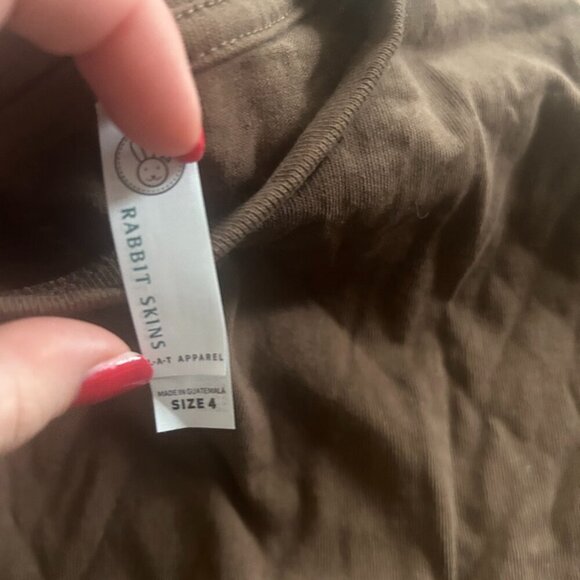 RABBIT SKINS
L·A·T APPAREL
MADE IN GUATEMALA
SIZE 4